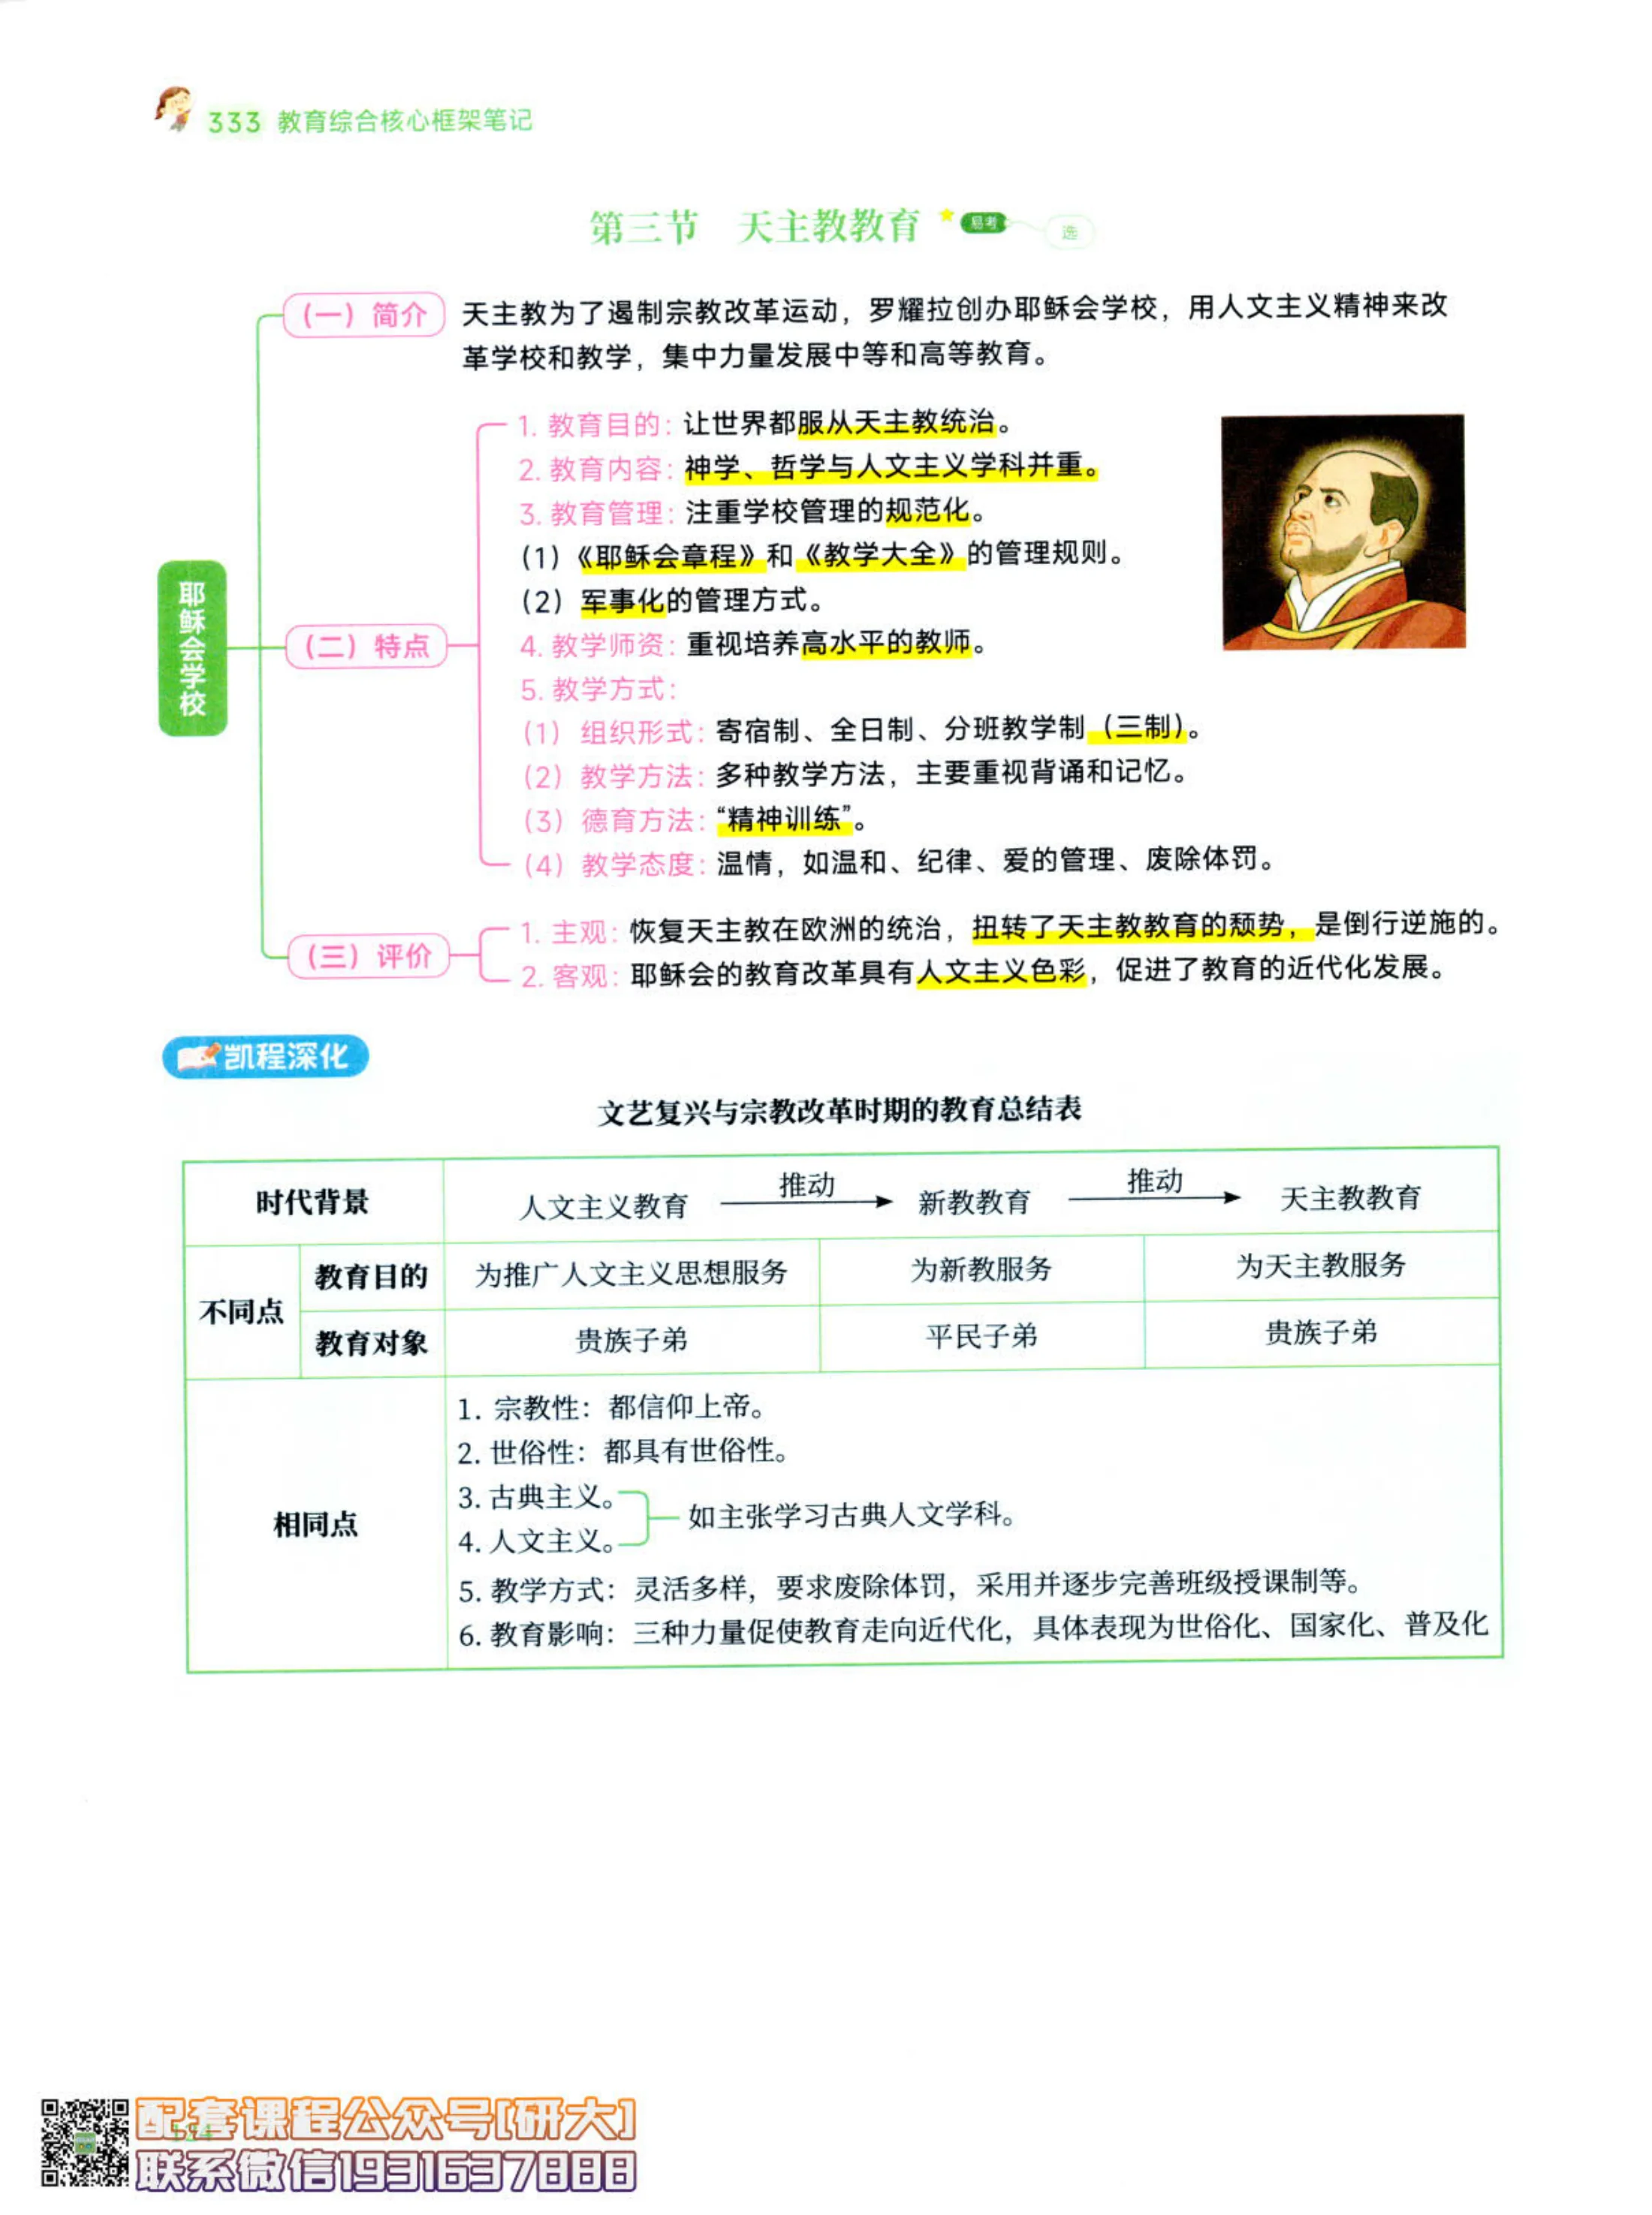 333 教育综合核心框架笔记
第三节 天主教教育 易考 选
耶稣会学校
（一）简介 天主教为了遏制宗教改革运动，罗耀拉创办耶稣会学校，用人文主义精神来改
革学校和教学，集中力量发展中等和高等教育。
（二）特点
1. 教育目的：让世界都服从天主教统治。
2. 教育内容：神学、哲学与人文主义学科并重。
3. 教育管理：注重学校管理的规范化。
（1）《耶稣会章程》和《教学大全》的管理规则。
（2）军事化的管理方式。
4. 教学师资：重视培养高水平的教师。
5. 教学方式：
（1）组织形式：寄宿制、全日制、分班教学制（三制）。
（2）教学方法：多种教学方法，主要重视背诵和记忆。
（3）德育方法：“精神训练”。
（4）教学态度：温情，如温和、纪律、爱的管理、废除体罚。
（三）评价
1. 主观：恢复天主教在欧洲的统治，扭转了天主教教育的颓势，是倒行逆施的。
2. 客观：耶稣会的教育改革具有人文主义色彩，促进了教育的近代化发展。
凯程深化
文艺复兴与宗教改革时期的教育总结表
时代背景 人文主义教育 推动 新教教育 推动 天主教教育
不同点
教育目的 为推广人文主义思想服务 为新教服务 为天主教服务
教育对象 贵族子弟 平民子弟 贵族子弟
相同点
1. 宗教性：都信仰上帝。
2. 世俗性：都具有世俗性。
3. 古典主义。
4. 人文主义。
如主张学习古典人文学科。
5. 教学方式：灵活多样，要求废除体罚，采用并逐步完善班级授课制等。
6. 教育影响：三种力量促使教育走向近代化，具体表现为世俗化、国家化、普及化
配套课程公众号[研大]
124
联系微信1931637888